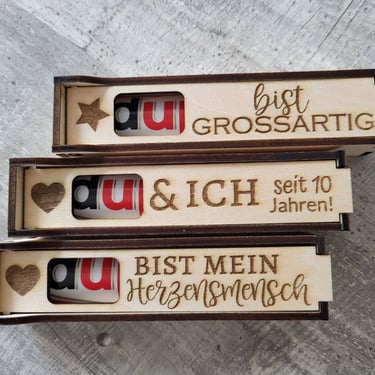 du bist
GROSSARTIG
du & ICH seit 10
Jahren!
du BIST MEIN
Herzensmensch